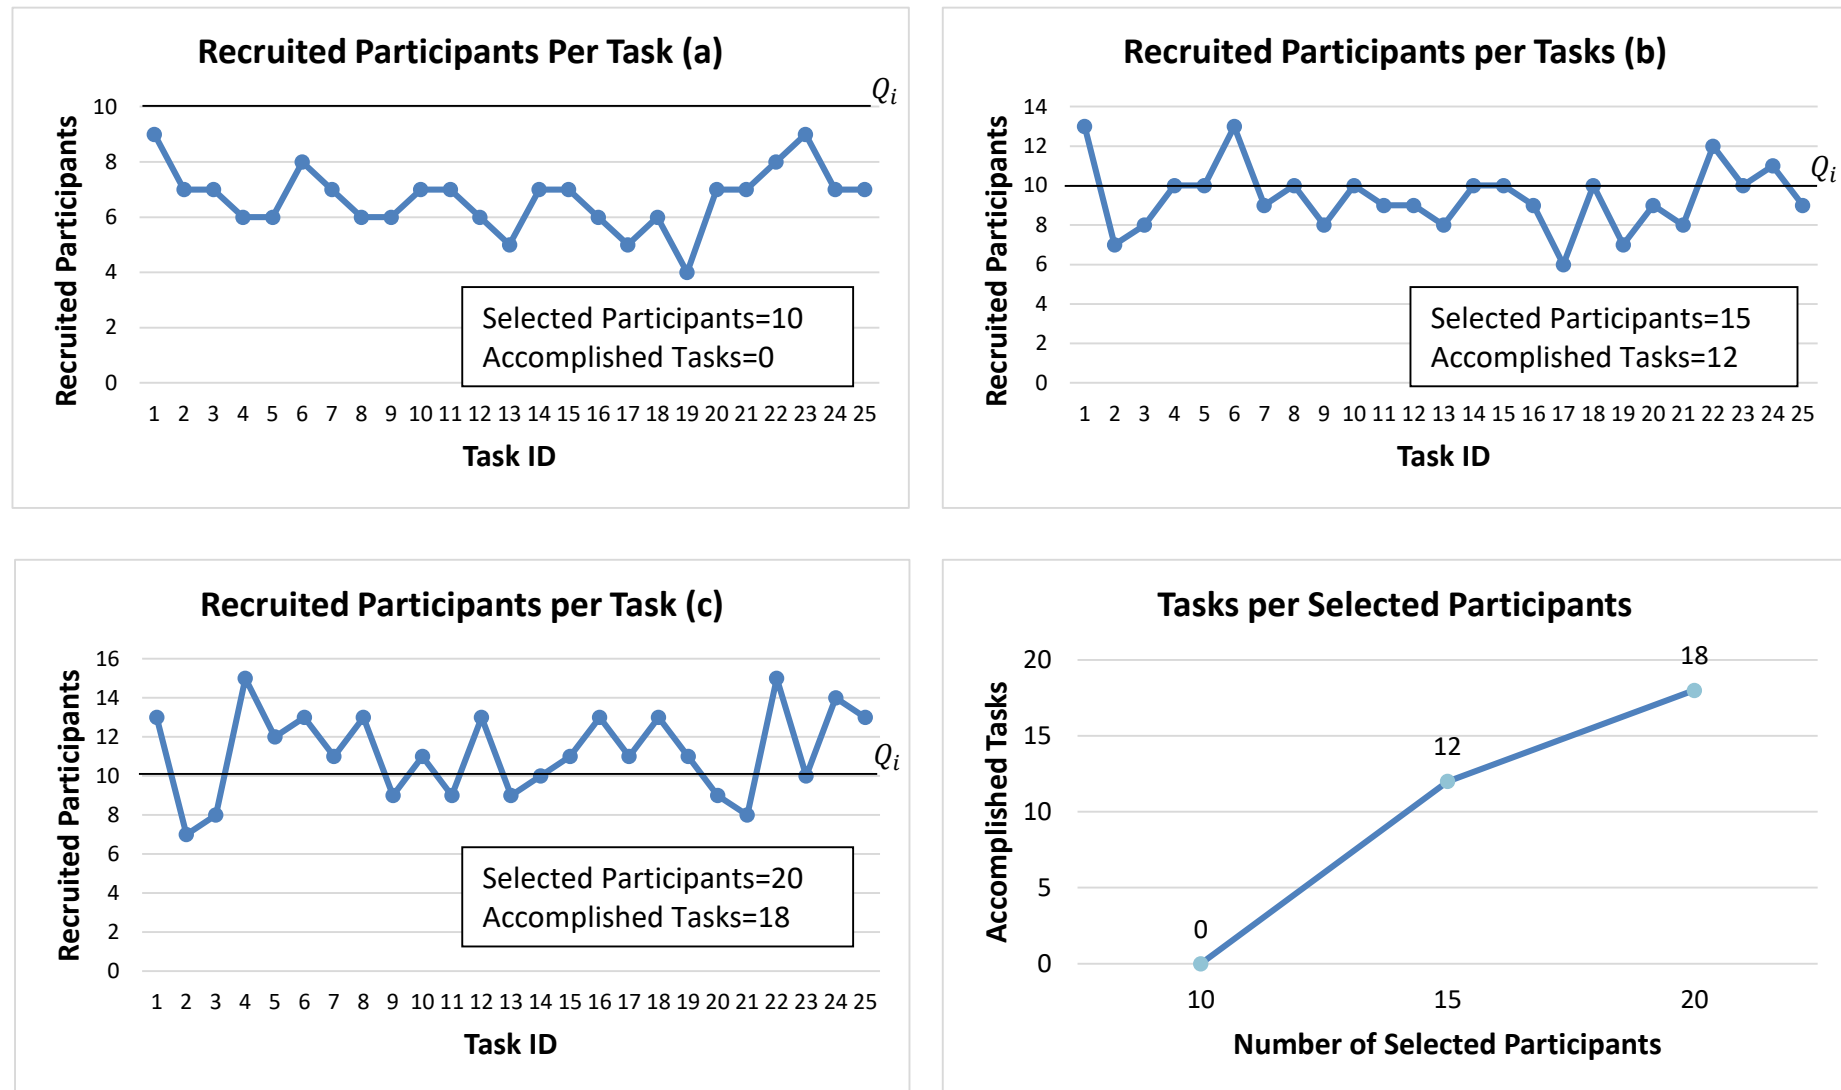 Recruited Participants Per Task (a)
Q_i
Recruited Participants
10
8
6
4
2
0
Selected Participants=10
Accomplished Tasks=0
1 2 3 4 5 6 7 8 9 10 11 12 13 14 15 16 17 18 19 20 21 22 23 24 25
Task ID
Recruited Participants per Tasks (b)
Q_i
Recruited Participants
14
12
10
8
6
4
2
0
Selected Participants=15
Accomplished Tasks=12
1 2 3 4 5 6 7 8 9 10 11 12 13 14 15 16 17 18 19 20 21 22 23 24 25
Task ID
Recruited Participants per Task (c)
Q_i
Recruited Participants
16
14
12
10
8
6
4
2
0
Selected Participants=20
Accomplished Tasks=18
1 2 3 4 5 6 7 8 9 10 11 12 13 14 15 16 17 18 19 20 21 22 23 24 25
Task ID
Tasks per Selected Participants
Accomplished Tasks
20
15
10
5
0
0
12
18
10 15 20
Number of Selected Participants